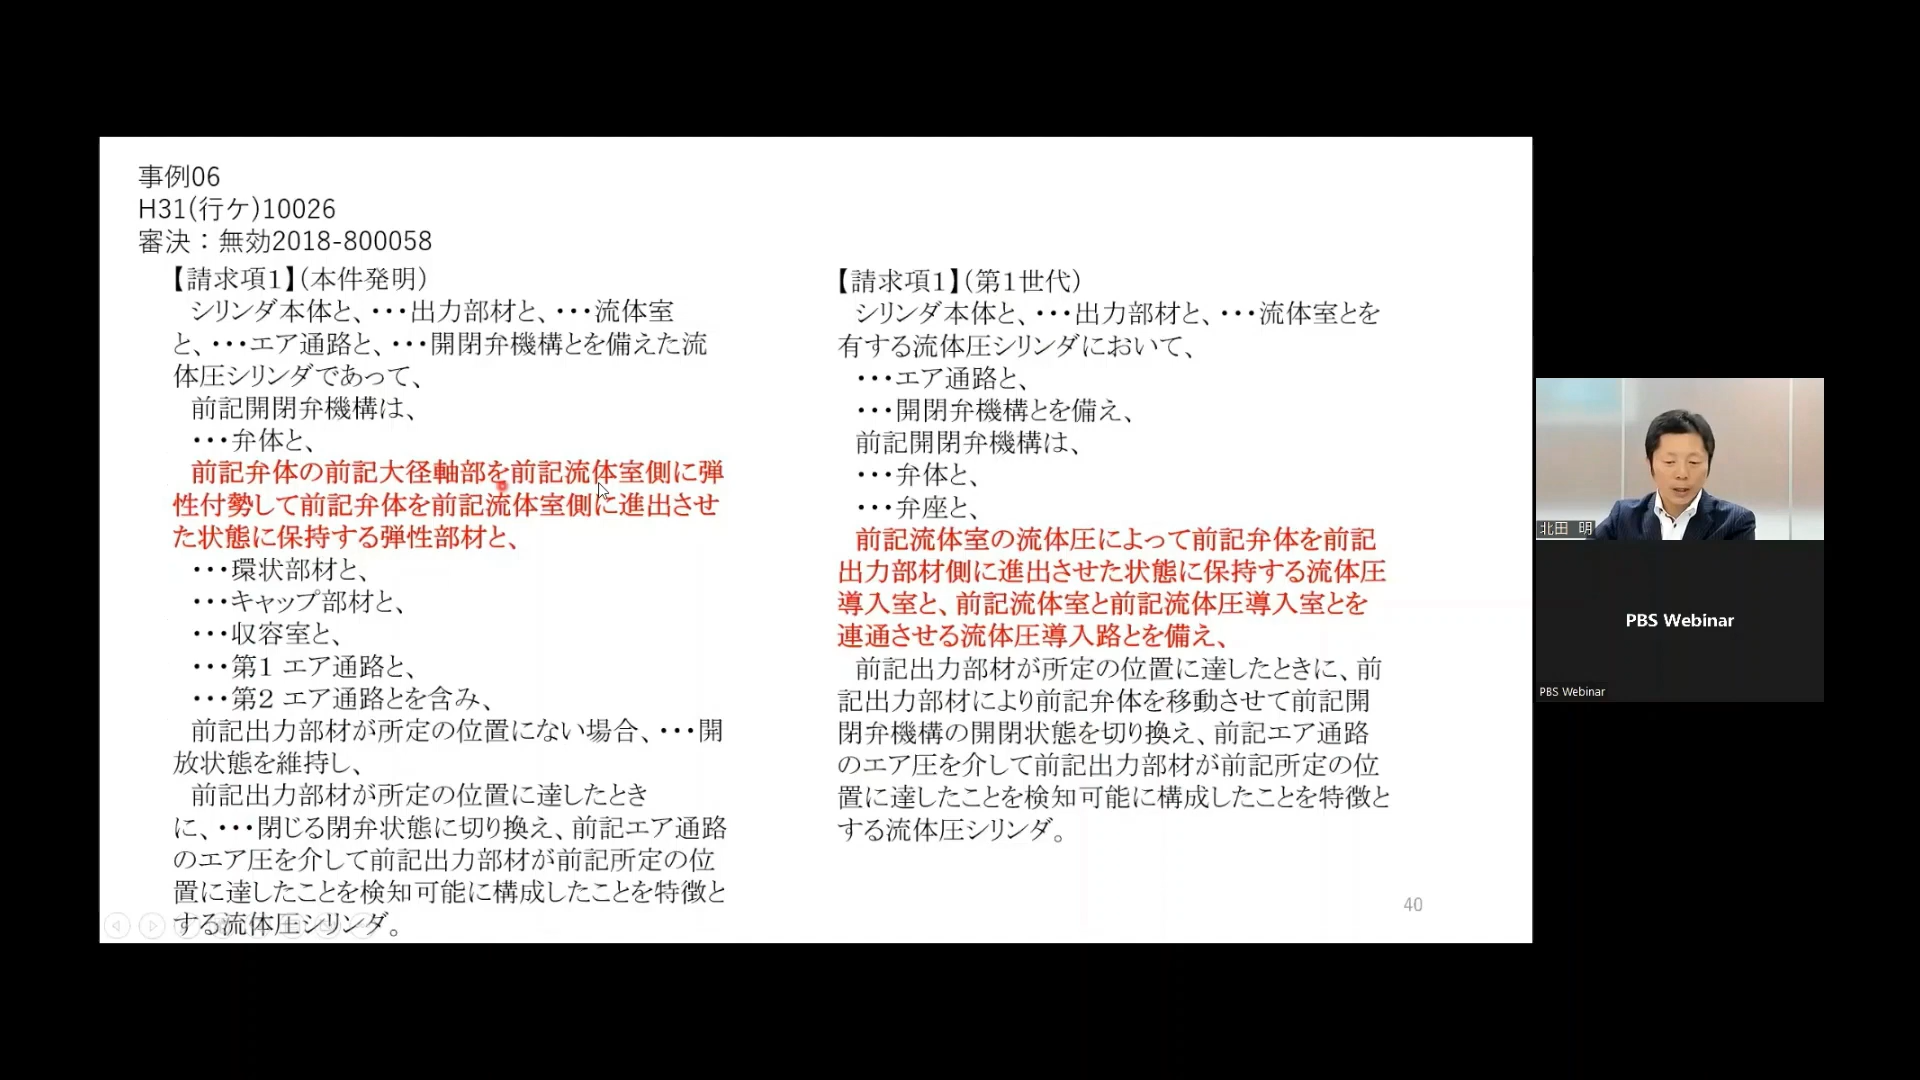 事例06
H31(行ケ)10026
審決：無効2018-800058
【請求項1】（本件発明）
シリンダ本体と、・・・出力部材と、・・・流体室
と、・・・エア通路と、・・・開閉弁機構とを備えた流
体圧シリンダであって、
前記開閉弁機構は、
・・・弁体と、
前記弁体の前記大径軸部を前記流体室側に弾
性付勢して前記弁体を前記流体室側に進出させ
た状態に保持する弾性部材と、
・・・環状部材と、
・・・キャップ部材と、
・・・収容室と、
・・・第1 エア通路と、
・・・第2 エア通路とを含み、
前記出力部材が所定の位置にない場合、・・・開
放状態を維持し、
前記出力部材が所定の位置に達したとき
に、・・・閉じる閉弁状態に切り換え、前記エア通路
のエア圧を介して前記出力部材が前記所定の位
置に達したことを検知可能に構成したことを特徴と
する流体圧シリンダ。
【請求項1】（第1世代）
シリンダ本体と、・・・出力部材と、・・・流体室とを
有する流体圧シリンダにおいて、
・・・エア通路と、
・・・開閉弁機構とを備え、
前記開閉弁機構は、
・・・弁体と、
・・・弁座と、
前記流体室の流体圧によって前記弁体を前記
出力部材側に進出させた状態に保持する流体圧
導入室と、前記流体室と前記流体圧導入室とを
連通させる流体圧導入路とを備え、
前記出力部材が所定の位置に達したときに、前
記出力部材により前記弁体を移動させて前記開
閉弁機構の開閉状態を切り換え、前記エア通路
のエア圧を介して前記出力部材が前記所定の位
置に達したことを検知可能に構成したことを特徴と
する流体圧シリンダ。
40
北田 明
PBS Webinar
PBS Webinar